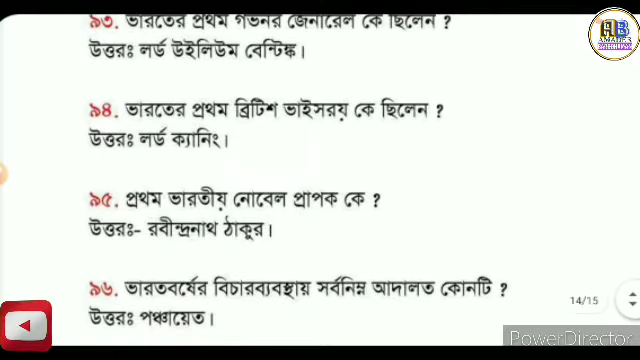 ৯৩. ভারতের প্রথম গভর্নর জেনারেল কে ছিলেন ?
উত্তরঃ লর্ড উইলিউম বেন্টিঙ্ক।
৯৪. ভারতের প্রথম ব্রিটিশ ভাইসরয় কে ছিলেন ?
উত্তরঃ লর্ড ক্যানিং।
৯৫. প্রথম ভারতীয় নোবেল প্রাপক কে ?
উত্তরঃ- রবীন্দ্রনাথ ঠাকুর।
৯৬. ভারতবর্ষের বিচারব্যবস্থায় সর্বনিম্ন আদালত কোনটি ?
উত্তরঃ পঞ্চায়েত।
14/15
PowerDirector